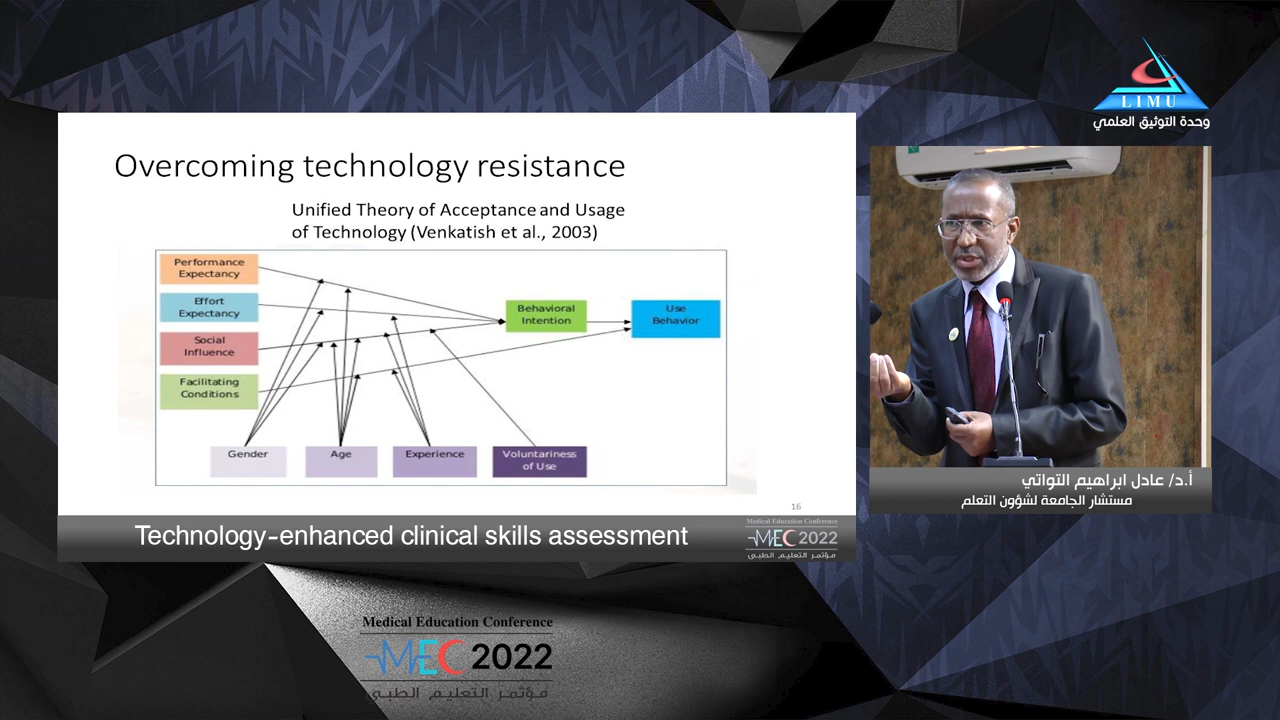 LIMU
وحدة التوثيق العلمي
Overcoming technology resistance
Unified Theory of Acceptance and Usage
of Technology (Venkatish et al., 2003)
Performance
Expectancy
Effort
Expectancy
Social
Influence
Facilitating
Conditions
Behavioral
Intention
Use
Behavior
Gender
Age
Experience
Voluntariness
of Use
16
Technology-enhanced clinical skills assessment
Medical Education Conference
MEC 2022
مؤتمر التعليم الطبي
أ.د/ عادل ابراهيم التواتي
مستشار الجامعة لشؤون التعلم
Medical Education Conference
MEC 2022
مؤتمر التعليم الطبي